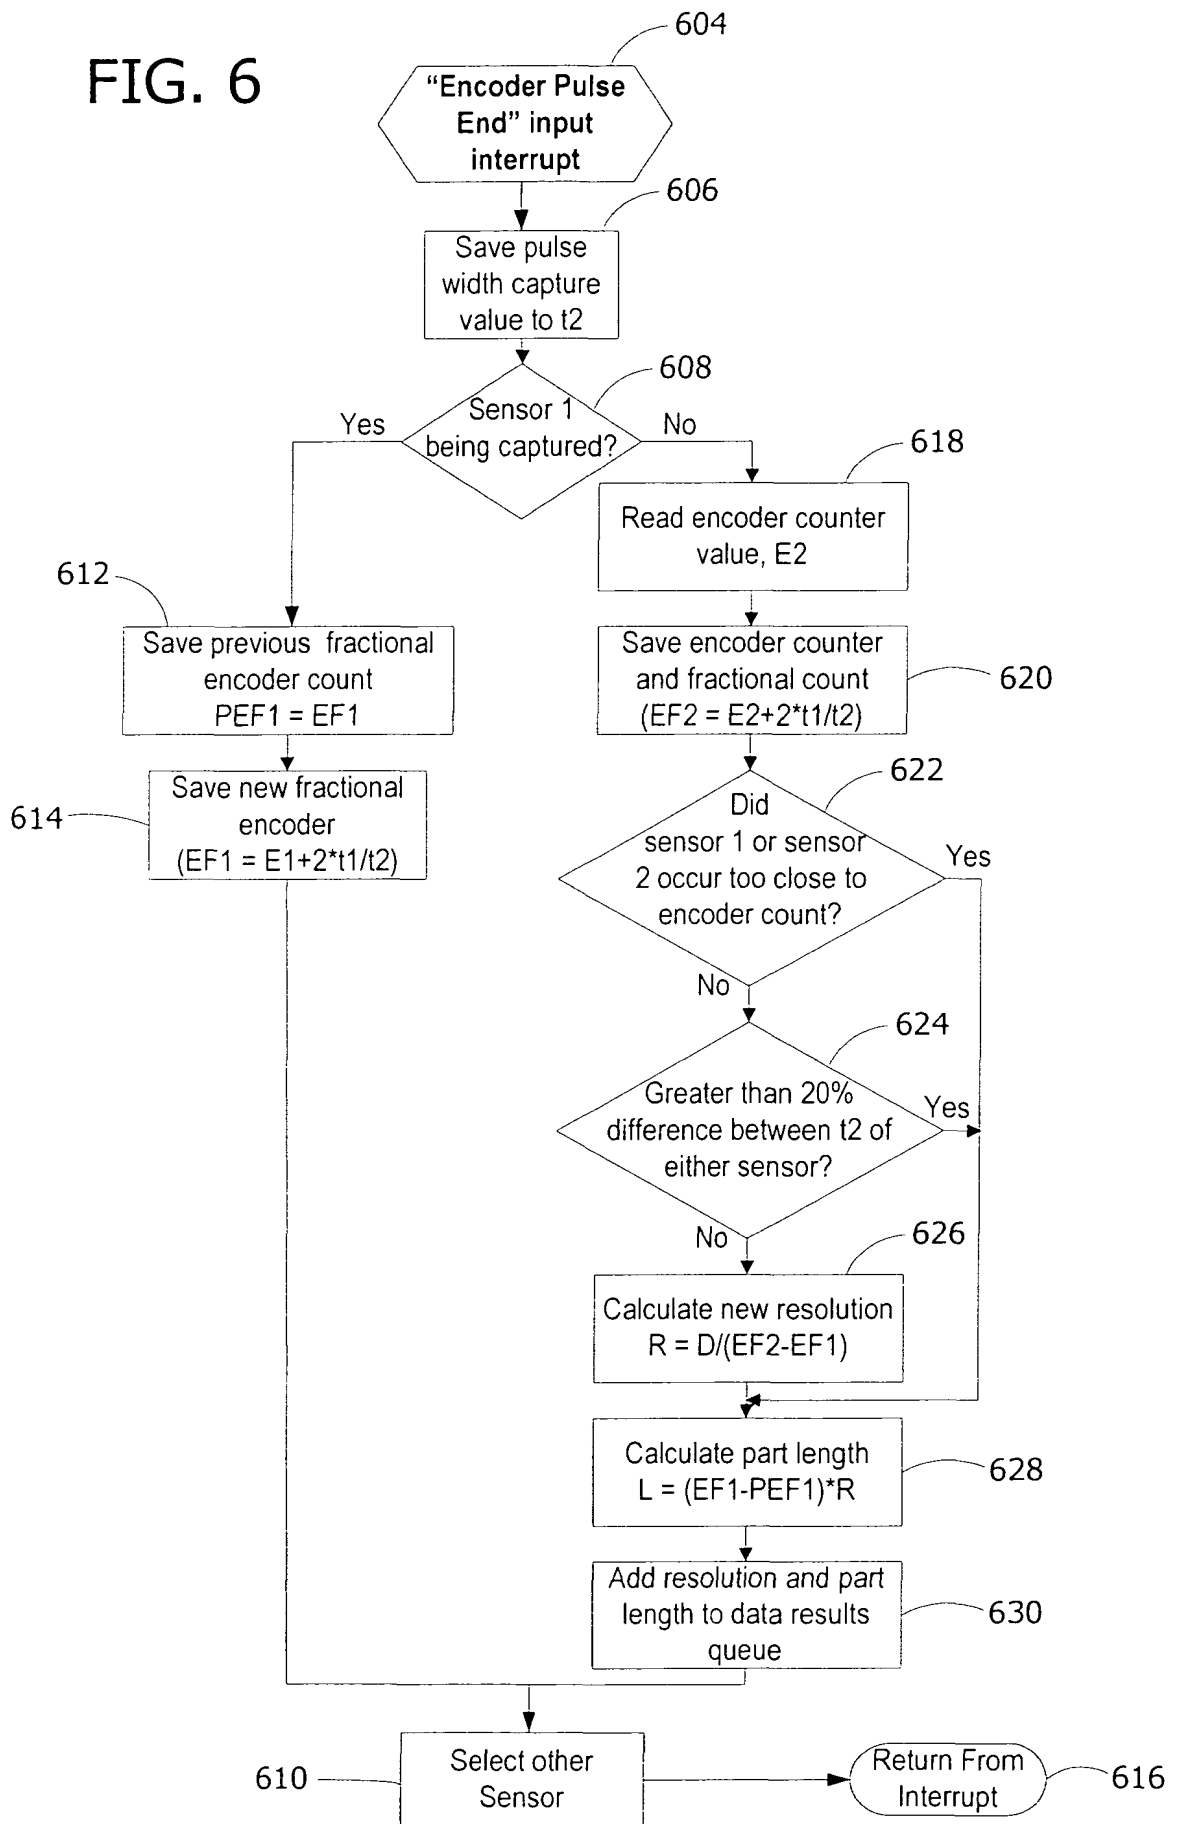 FIG. 6
604
“Encoder Pulse
End” input
interrupt
606
Save pulse
width capture
value to t2
608
Sensor 1
being captured?
Yes
No
618
Read encoder counter
value, E2
612
Save previous fractional
encoder count
PEF1 = EF1
Save encoder counter
and fractional count
(EF2 = E2+2*t1/t2)
620
614
Save new fractional
encoder
(EF1 = E1+2*t1/t2)
622
Did
sensor 1 or sensor
2 occur too close to
encoder count?
Yes
No
624
Greater than 20%
difference between t2 of
either sensor?
Yes
No
626
Calculate new resolution
R = D/(EF2-EF1)
Calculate part length
L = (EF1-PEF1)*R
628
Add resolution and part
length to data results
queue
630
610
Select other
Sensor
Return From
Interrupt
616